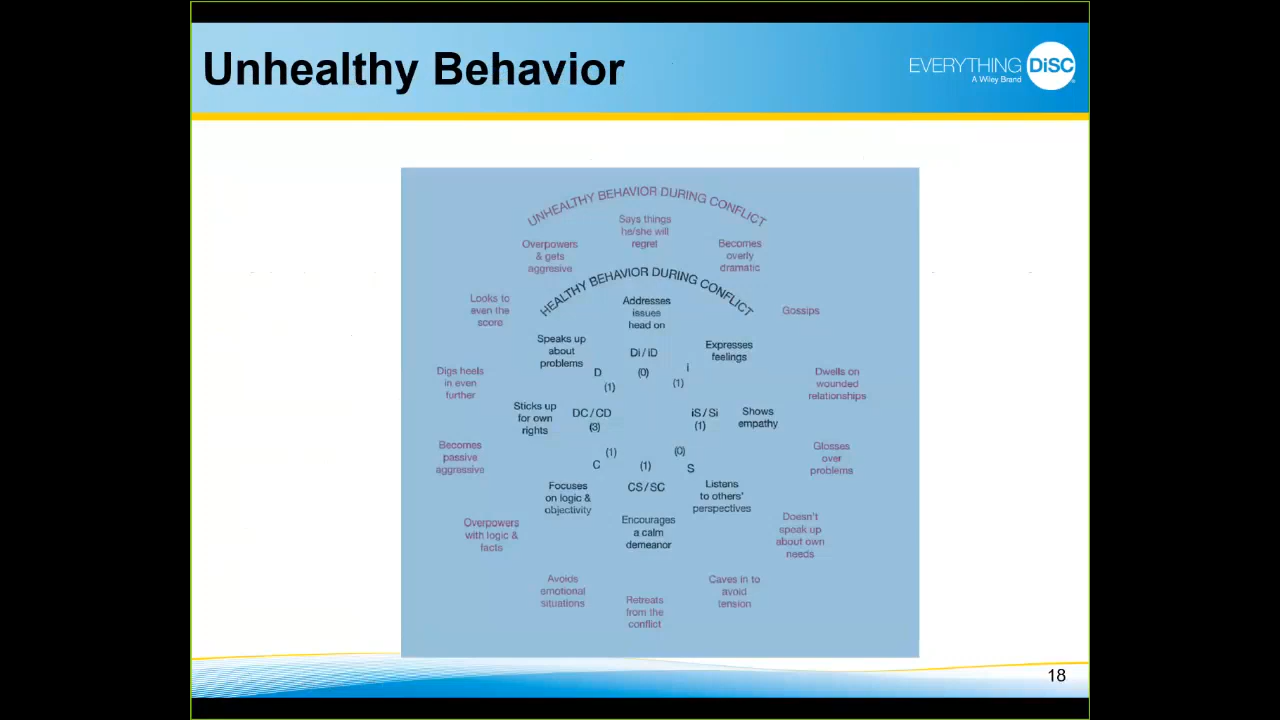 Unhealthy Behavior
EVERYTHING DiSC
A Wiley Brand
UNHEALTHY BEHAVIOR DURING CONFLICT
Says things
he/she will
regret
Overpowers
& gets
aggresive
Becomes
overly
dramatic
HEALTHY BEHAVIOR DURING CONFLICT
Looks to
even the
score
Addresses
issues
head on
Gossips
Speaks up
about
problems
Expresses
feelings
Di / iD
(0)
D
(1)
i
(1)
Digs heels
in even
further
Dwells on
wounded
relationships
Sticks up
for own
rights
DC / CD
(3)
iS / Si
(1)
Shows
empathy
Becomes
passive
aggressive
(1)
C
(1)
CS / SC
(0)
S
Glosses
over
problems
Focuses
on logic &
objectivity
Listens
to others'
perspectives
Overpowers
with logic &
facts
Encourages
a calm
demeanor
Doesn't
speak up
about own
needs
Avoids
emotional
situations
Retreats
from the
conflict
Caves in to
avoid
tension
18